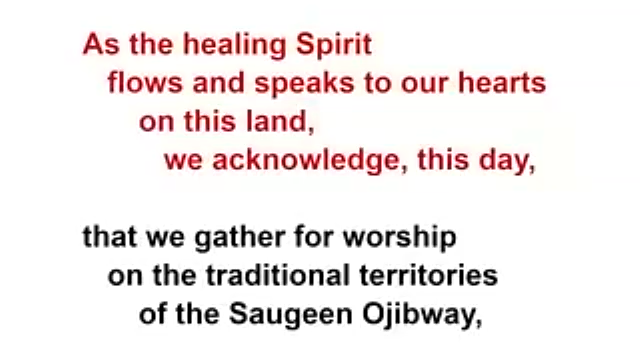 As the healing Spirit
flows and speaks to our hearts
on this land,
we acknowledge, this day,
that we gather for worship
on the traditional territories
of the Saugeen Ojibway,